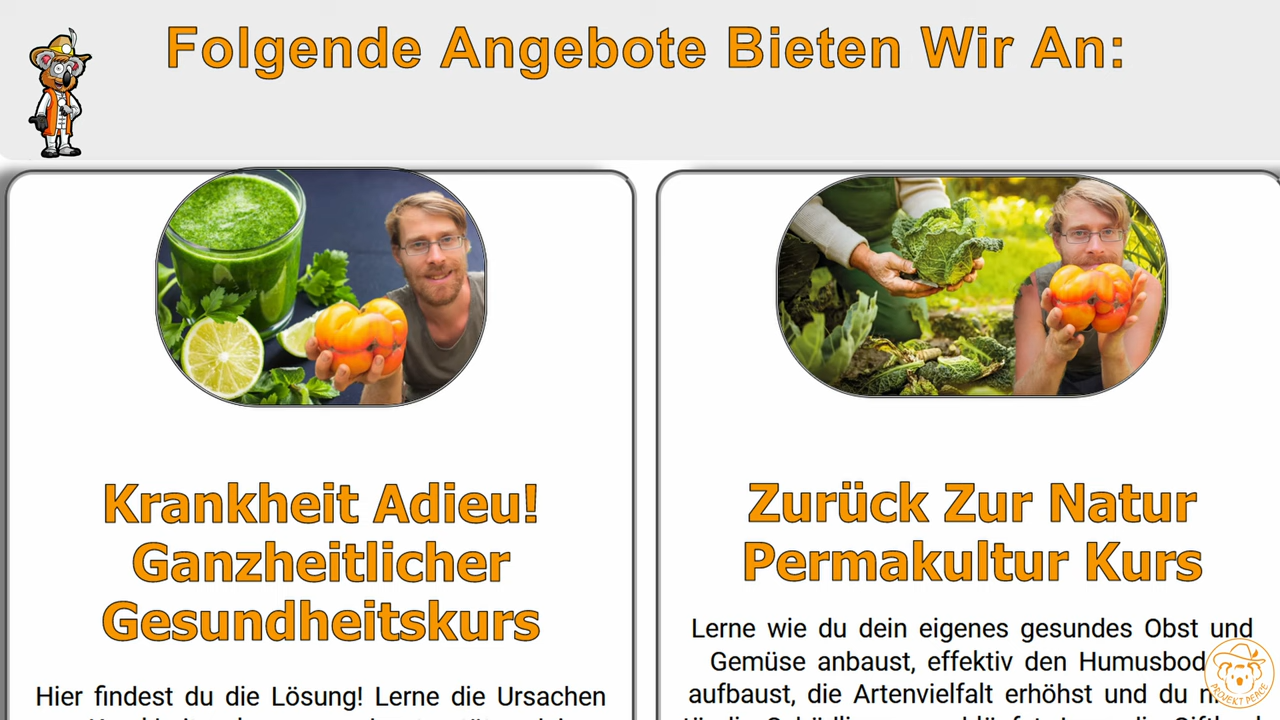 Folgende Angebote Bieten Wir An:
Krankheit Adieu!
Ganzheitlicher
Gesundheitskurs
Hier findest du die Lösung! Lerne die Ursachen
Zurück Zur Natur
Permakultur Kurs
Lerne wie du dein eigenes gesundes Obst und
Gemüse anbaust, effektiv den
aufbaust, die Artenvielfalt erhöhst und du
PROJEKT PEACE